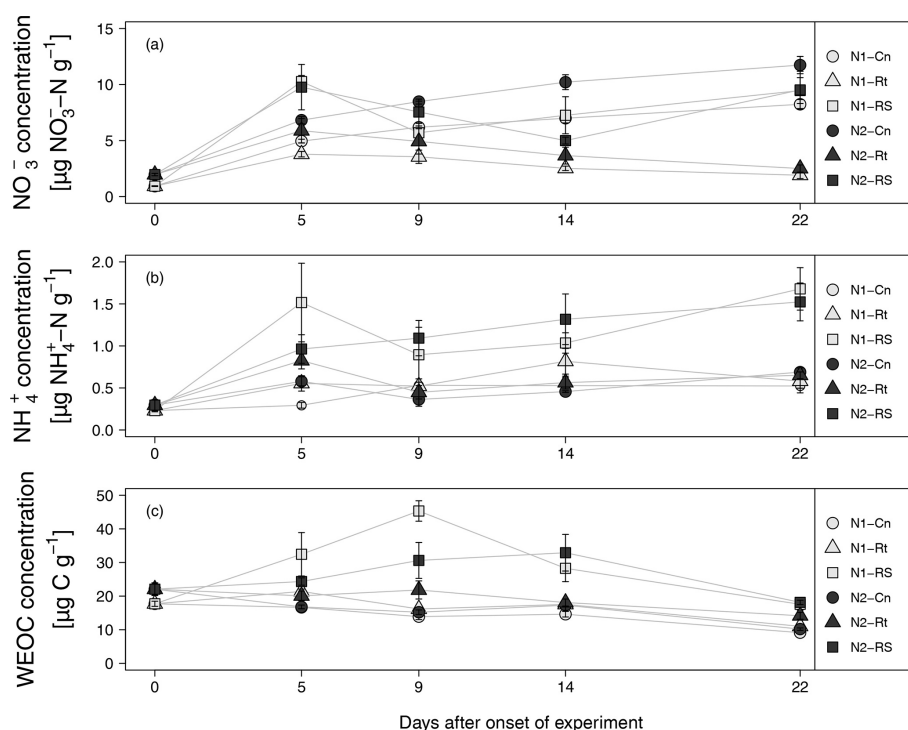 NO₃⁻ concentration
[µg NO₃⁻–N g⁻¹]
(a)
15
10
5
0
0 5 9 14 22
N1−Cn
N1−Rt
N1−RS
N2−Cn
N2−Rt
N2−RS
NH₄⁺ concentration
[µg NH₄⁺–N g⁻¹]
(b)
2.0
1.5
1.0
0.5
0.0
0 5 9 14 22
N1−Cn
N1−Rt
N1−RS
N2−Cn
N2−Rt
N2−RS
WEOC concentration
[µg C g⁻¹]
(c)
50
40
30
20
10
0
0 5 9 14 22
N1−Cn
N1−Rt
N1−RS
N2−Cn
N2−Rt
N2−RS
Days after onset of experiment